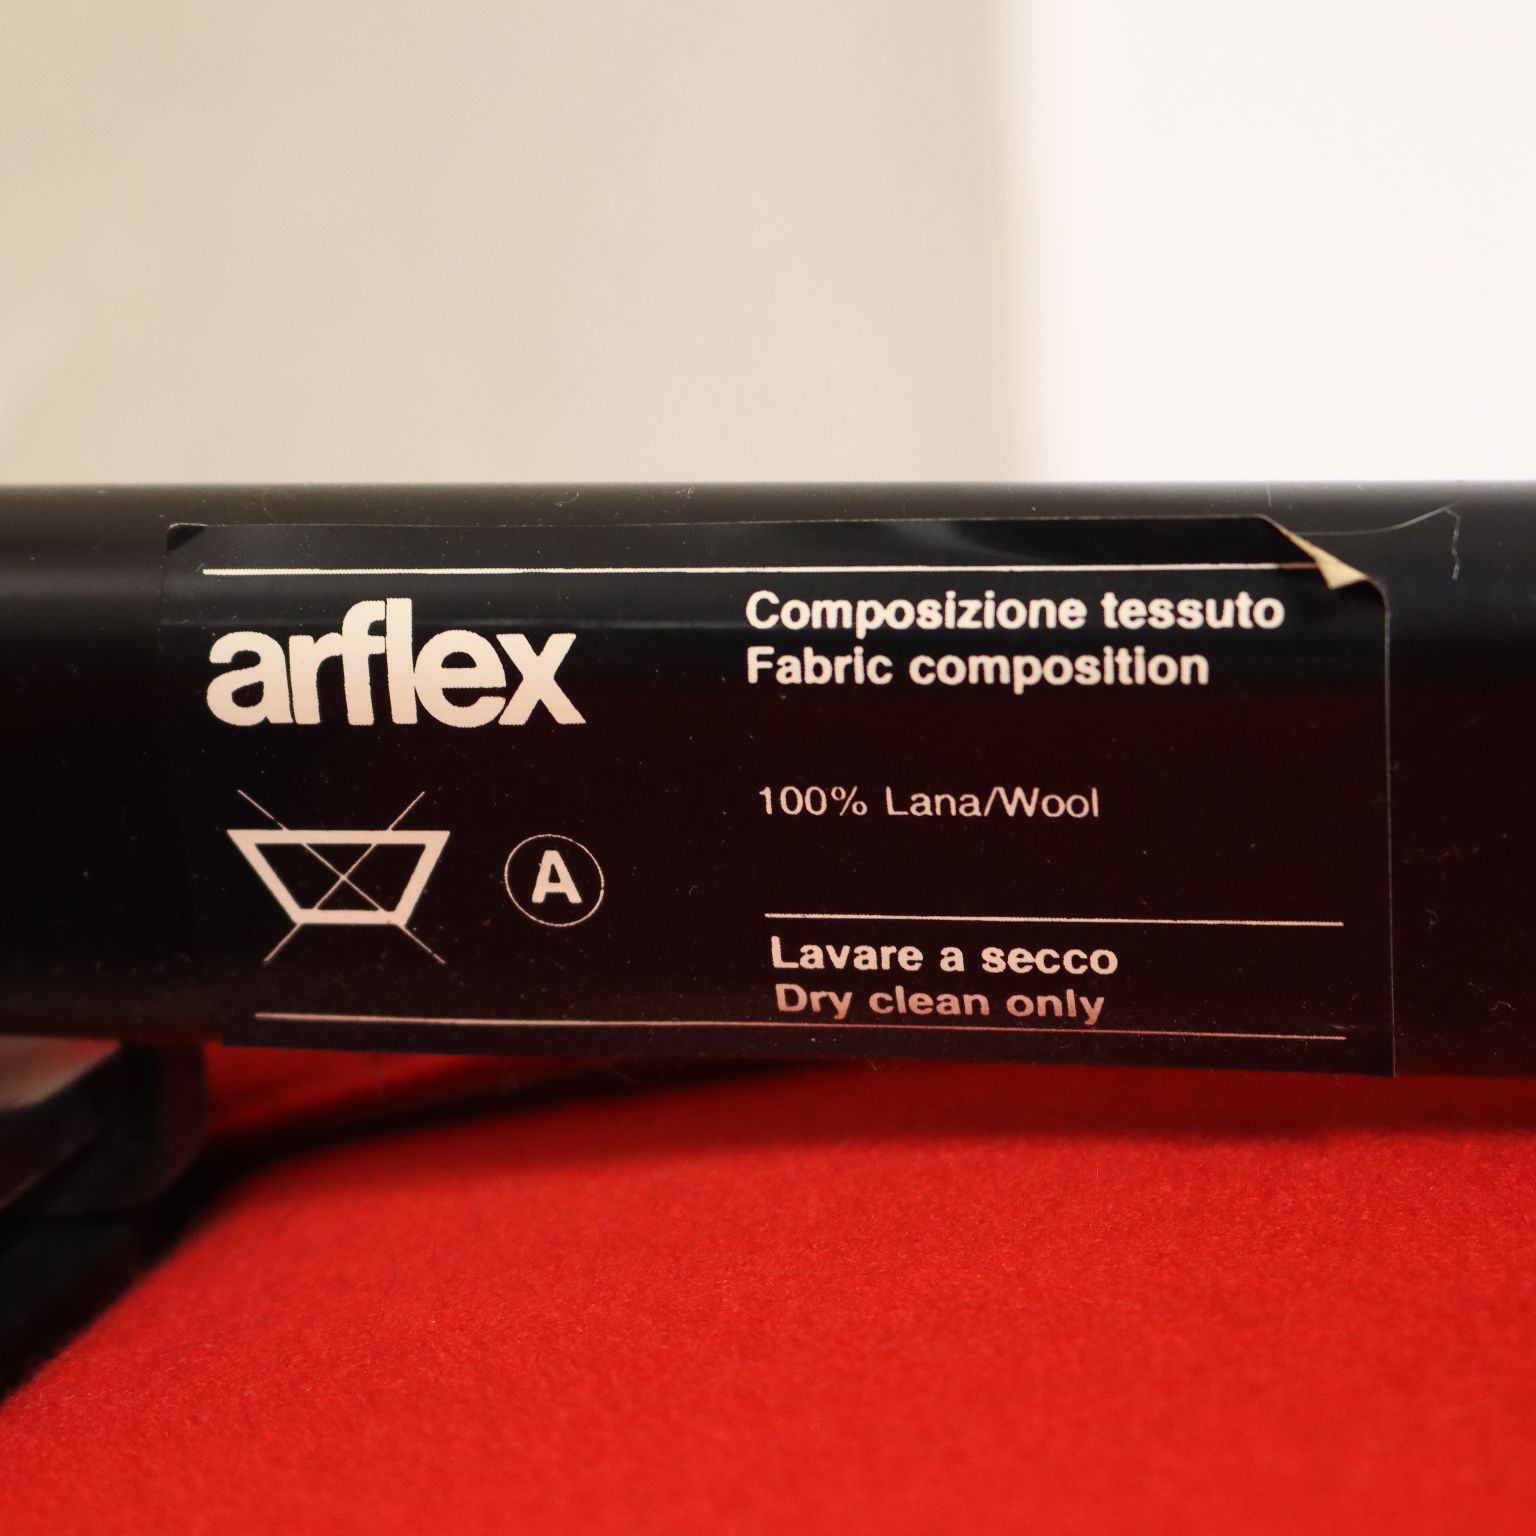 arflex
A
Composizione tessuto
Fabric composition
100% Lana/Wool
Lavare a secco
Dry clean only